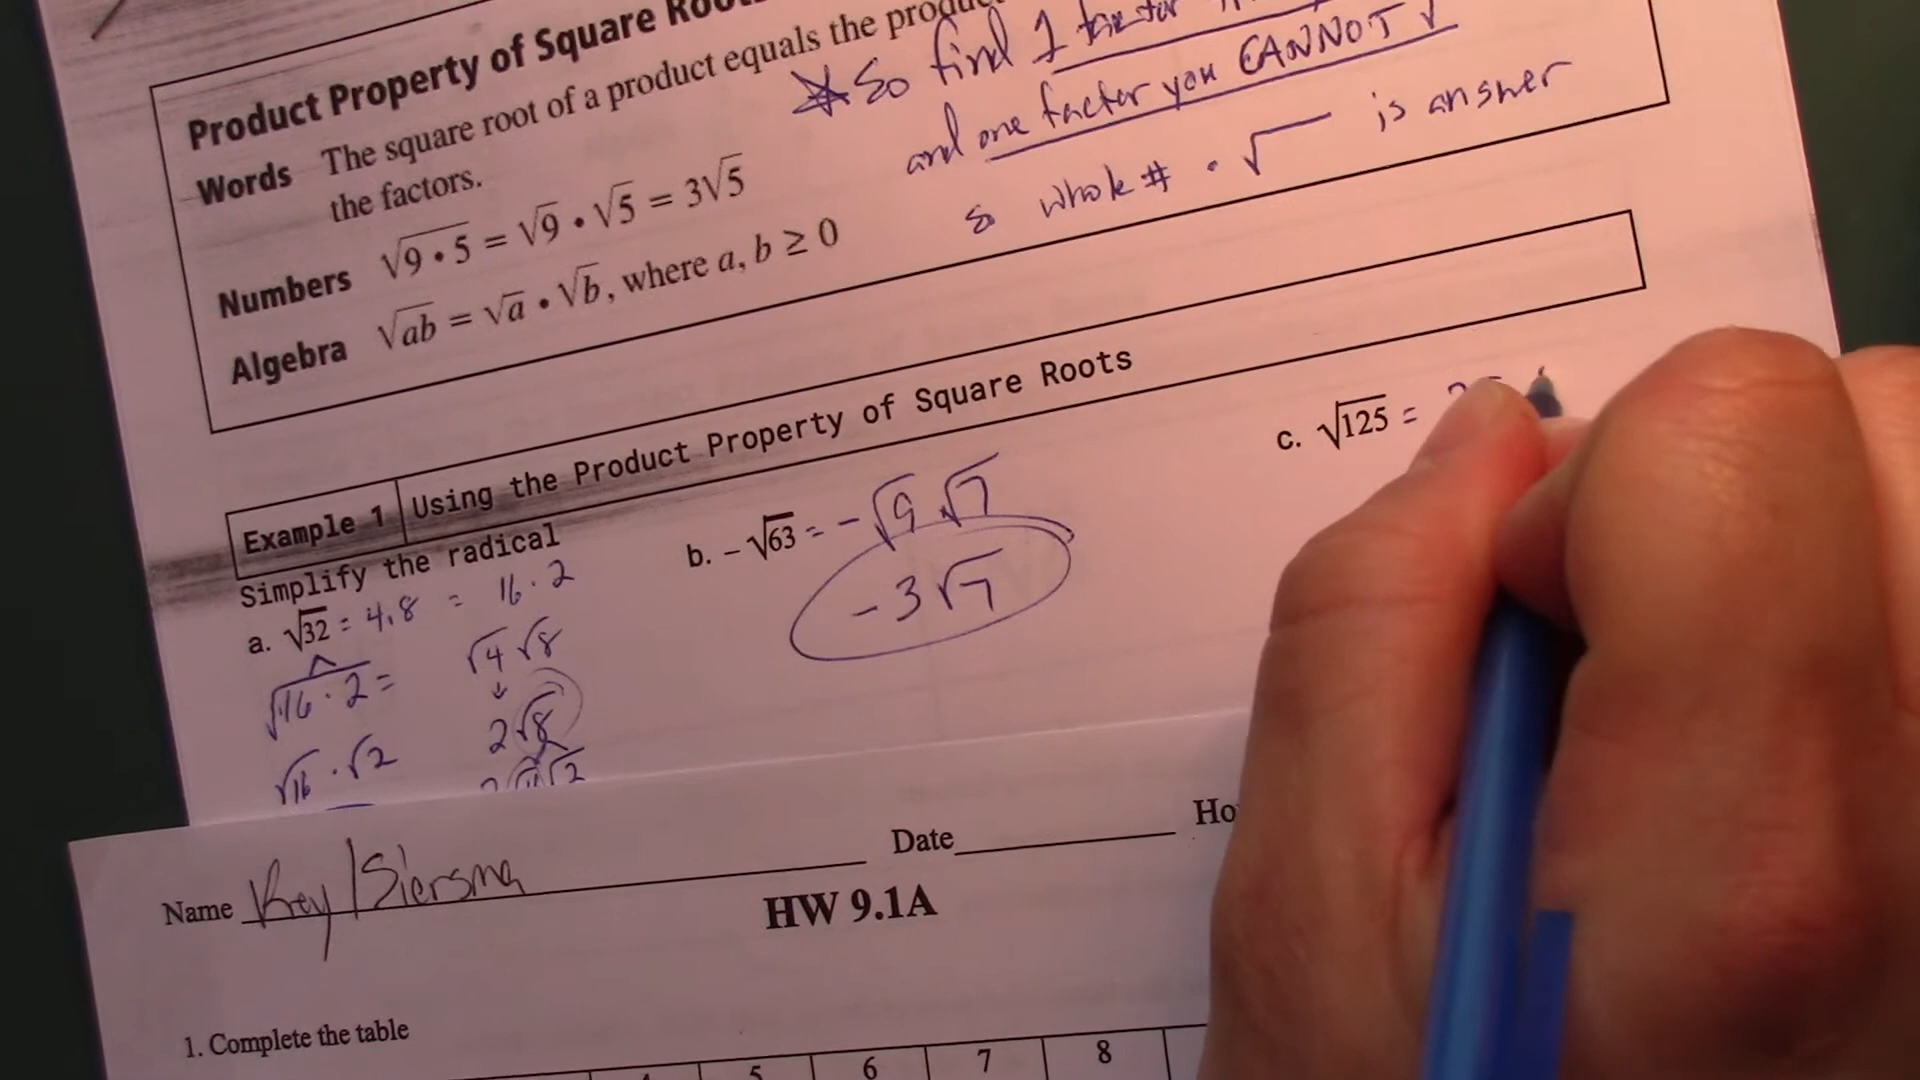 Product Property of Square
Words The square root of a product equals the
the factors.
Numbers √9 • 5 = √9 • √5 = 3√5
Algebra √ab = √a • √b, where a, b ≥ 0
So find 1 factor
and one factor you CANNOT √
so whole # · √ is answer
Example 1 Using the Product Property of Square Roots
Simplify the radical
a. √32 = 4.8 = 16 · 2
√16 · 2 =
√16 · √2
√4 √8
2√8
b. -√63 = -√9 √7
-3√7
c. √125 =
Name Key/Siersma Date
HW 9.1A
1. Complete the table
5 6 7 8